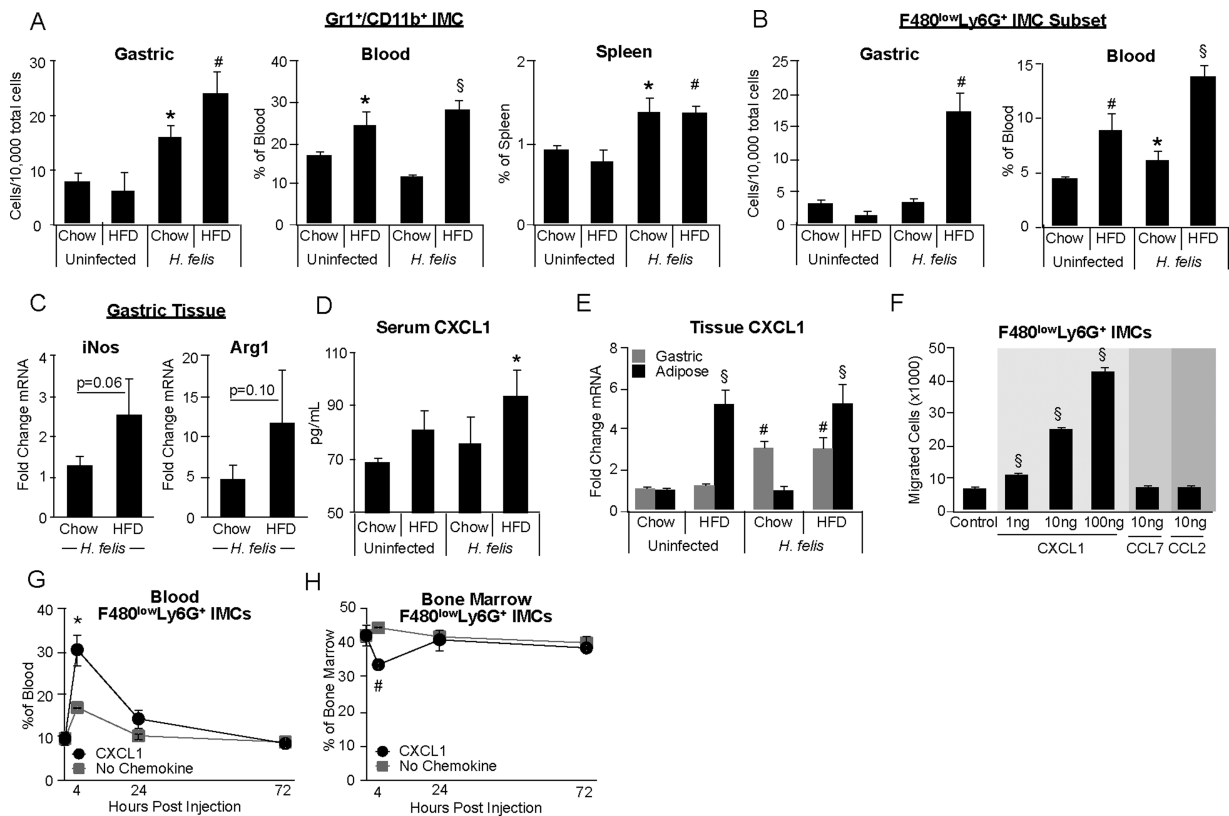 A
Gr1⁺/CD11b⁺ IMC
Gastric
Cells/10,000 total cells
30
20
10
0
*
#
Chow HFD Chow HFD
Uninfected H. felis
Blood
% of Blood
40
30
20
10
0
*
§
Chow HFD Chow HFD
Uninfected H. felis
Spleen
% of Spleen
2
1
0
*
#
Chow HFD Chow HFD
Uninfected H. felis
B
F480ˡᵒʷLy6G⁺ IMC Subset
Gastric
Cells/10,000 total cells
25
20
15
10
5
0
#
Chow HFD Chow HFD
Uninfected H. felis
Blood
% of Blood
15
10
5
0
#
*
§
Chow HFD Chow HFD
Uninfected H. felis
C
Gastric Tissue
iNos
Fold Change mRNA
4
3
2
1
0
p=0.06
Chow HFD
H. felis
Arg1
Fold Change mRNA
20
15
10
5
0
p=0.10
Chow HFD
H. felis
D
Serum CXCL1
pg/mL
110
90
70
50
*
Chow HFD Chow HFD
Uninfected H. felis
E
Tissue CXCL1
Gastric
Adipose
Fold Change mRNA
8
6
4
2
0
§
#
#
§
Chow HFD Chow HFD
Uninfected H. felis
F
F480ˡᵒʷLy6G⁺ IMCs
Migrated Cells (x1000)
50
40
30
20
10
0
§
§
§
Control 1ng 10ng 100ng 10ng 10ng
CXCL1 CCL7 CCL2
G
Blood
F480ˡᵒʷLy6G⁺ IMCs
%of Blood
40
30
20
10
0
*
CXCL1
No Chemokine
4 24 72
Hours Post Injection
H
Bone Marrow
F480ˡᵒʷLy6G⁺ IMCs
% of Bone Marrow
50
40
30
20
10
0
#
CXCL1
No Chemokine
4 24 72
Hours Post Injection